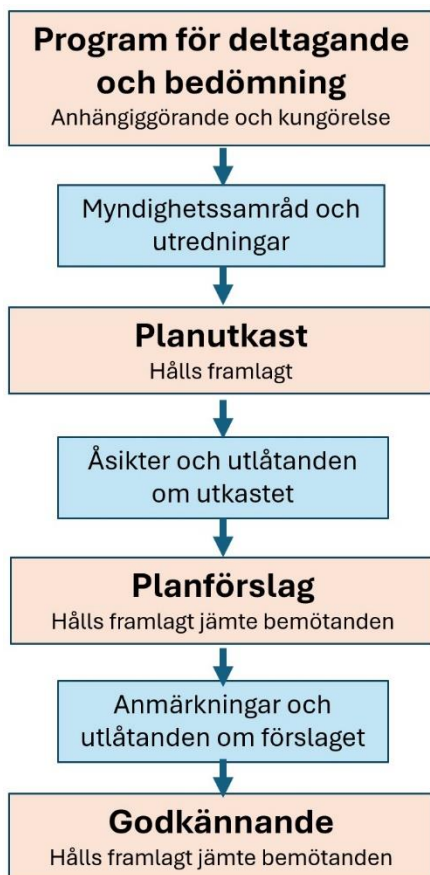 Program för deltagande
och bedömning
Anhängiggörande och kungörelse
Myndighetssamråd och
utredningar
Planutkast
Hålls framlagt
Åsikter och utlåtanden
om utkastet
Planförslag
Hålls framlagt jämte bemötanden
Anmärkningar och
utlåtanden om förslaget
Godkännande
Hålls framlagt jämte bemötanden